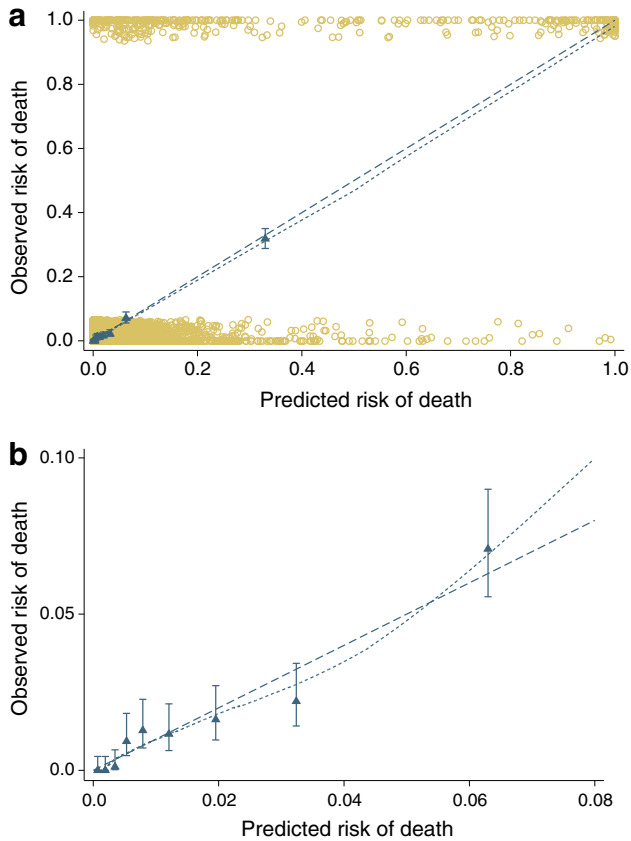 a
1.0
0.8
0.6
0.4
0.2
0.0
Observed risk of death
0.0 0.2 0.4 0.6 0.8 1.0
Predicted risk of death
b
0.10
0.05
0.0
Observed risk of death
0.0 0.02 0.04 0.06 0.08
Predicted risk of death